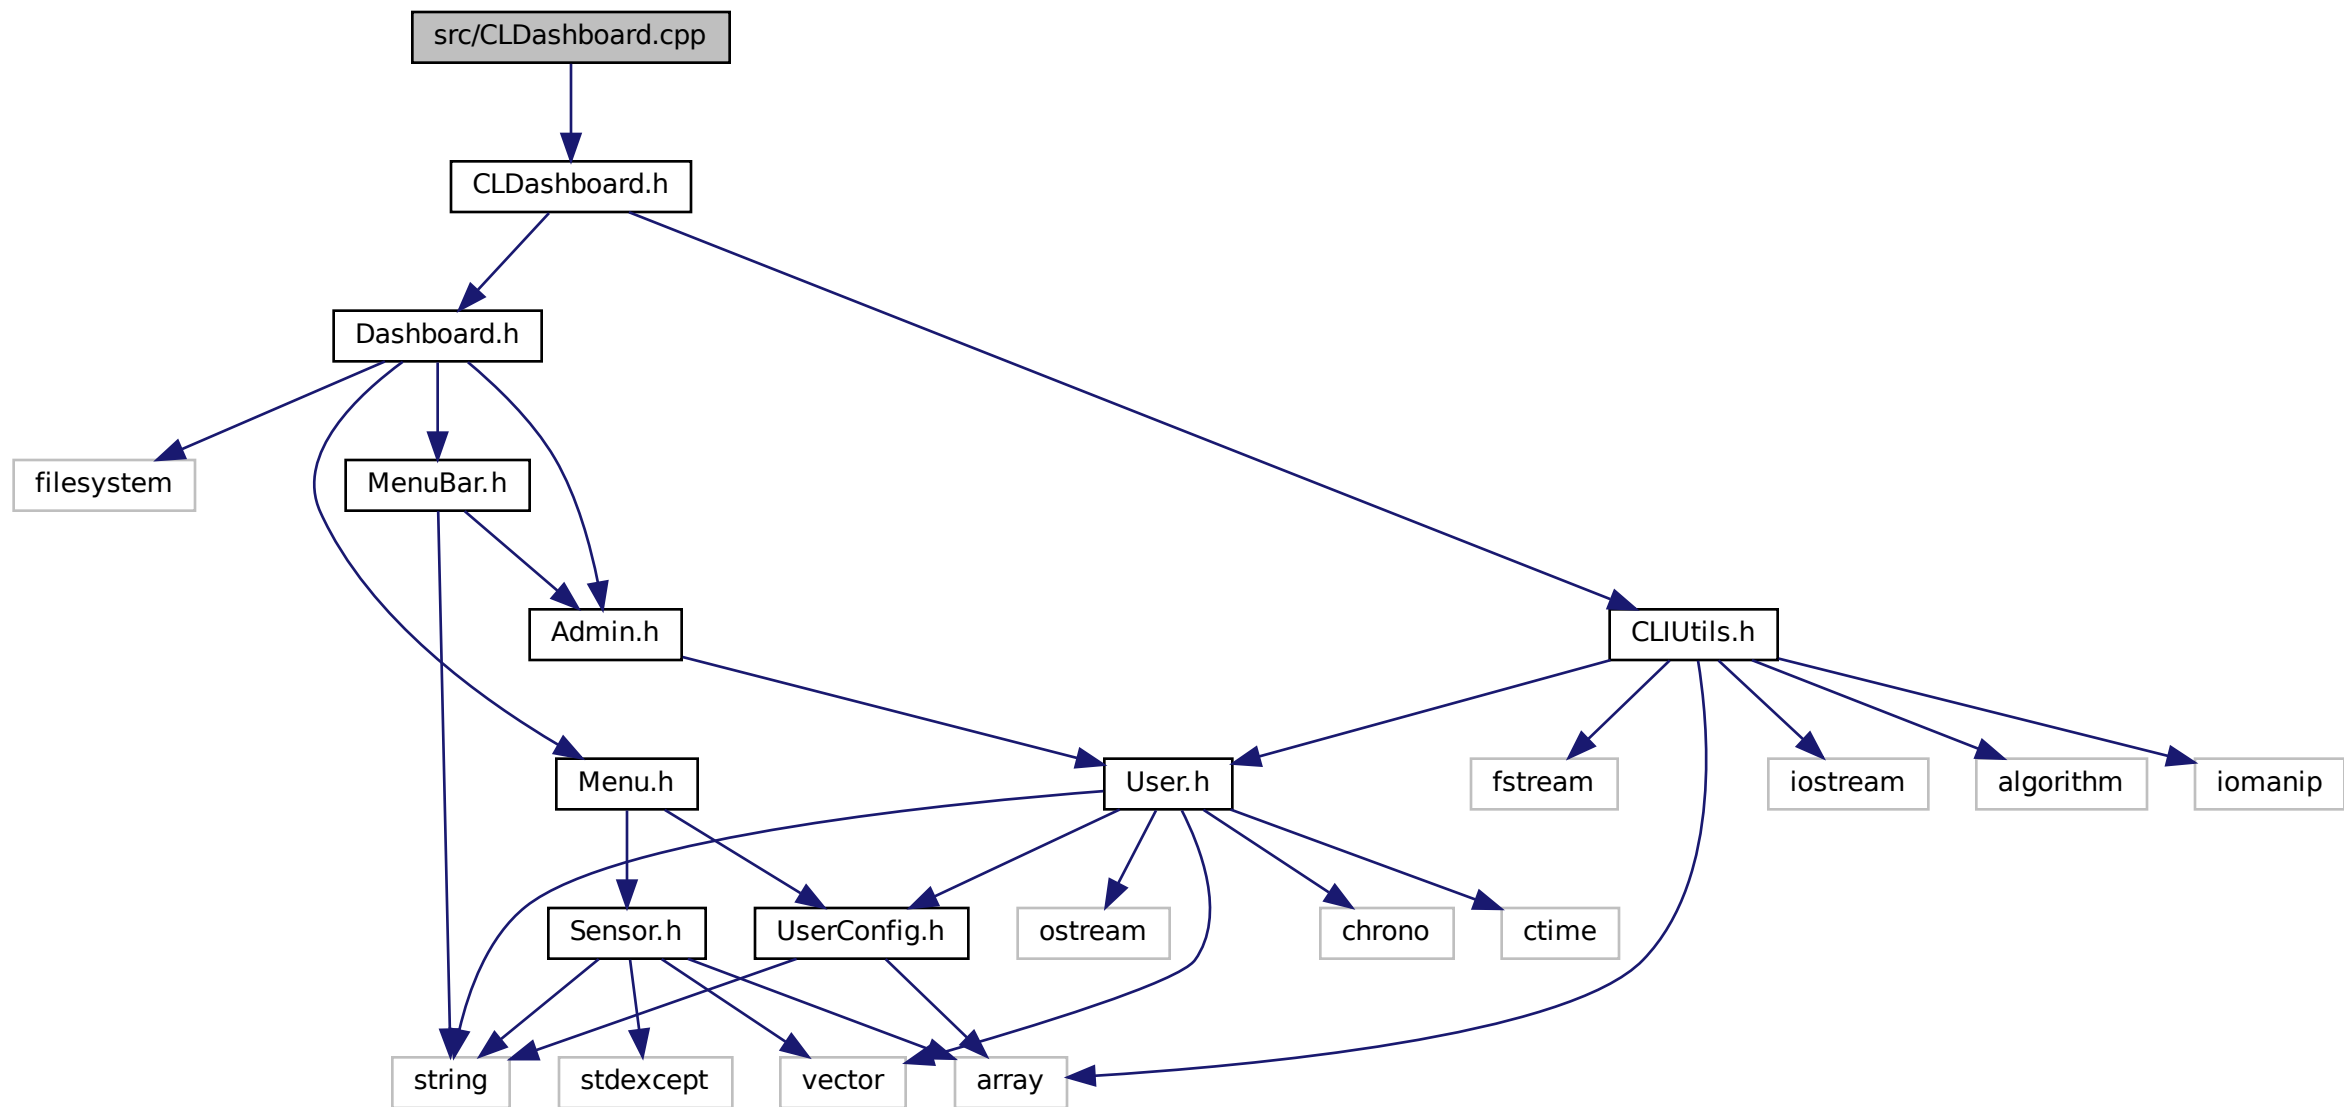 src/CLDashboard.cpp
CLDashboard.h
Dashboard.h
filesystem
MenuBar.h
Admin.h
CLIUtils.h
Menu.h
User.h
fstream
iostream
algorithm
iomanip
Sensor.h
UserConfig.h
ostream
chrono
ctime
string
stdexcept
vector
array